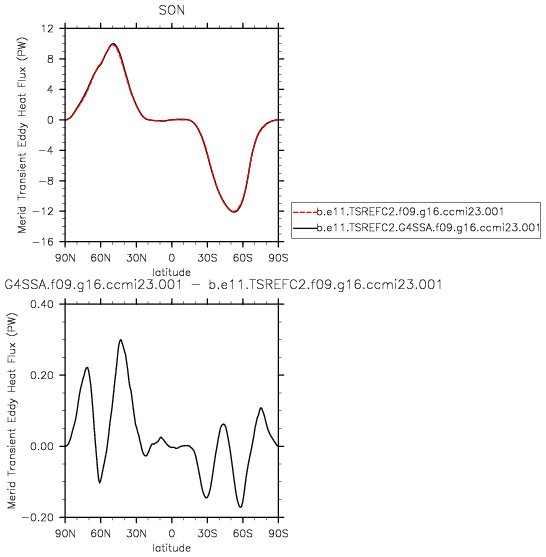 SON
Merid Transient Eddy Heat Flux (PW)
12
8
4
0
−4
−8
−12
−16
90N 60N 30N 0 30S 60S 90S
latitude
b.e11.TSREFC2.f09.g16.ccmi23.001
b.e11.TSREFC2.G4SSA.f09.g16.ccmi23.001
G4SSA.f09.g16.ccmi23.001 − b.e11.TSREFC2.f09.g16.ccmi23.001
Merid Transient Eddy Heat Flux (PW)
0.40
0.20
0.00
−0.20
90N 60N 30N 0 30S 60S 90S
latitude